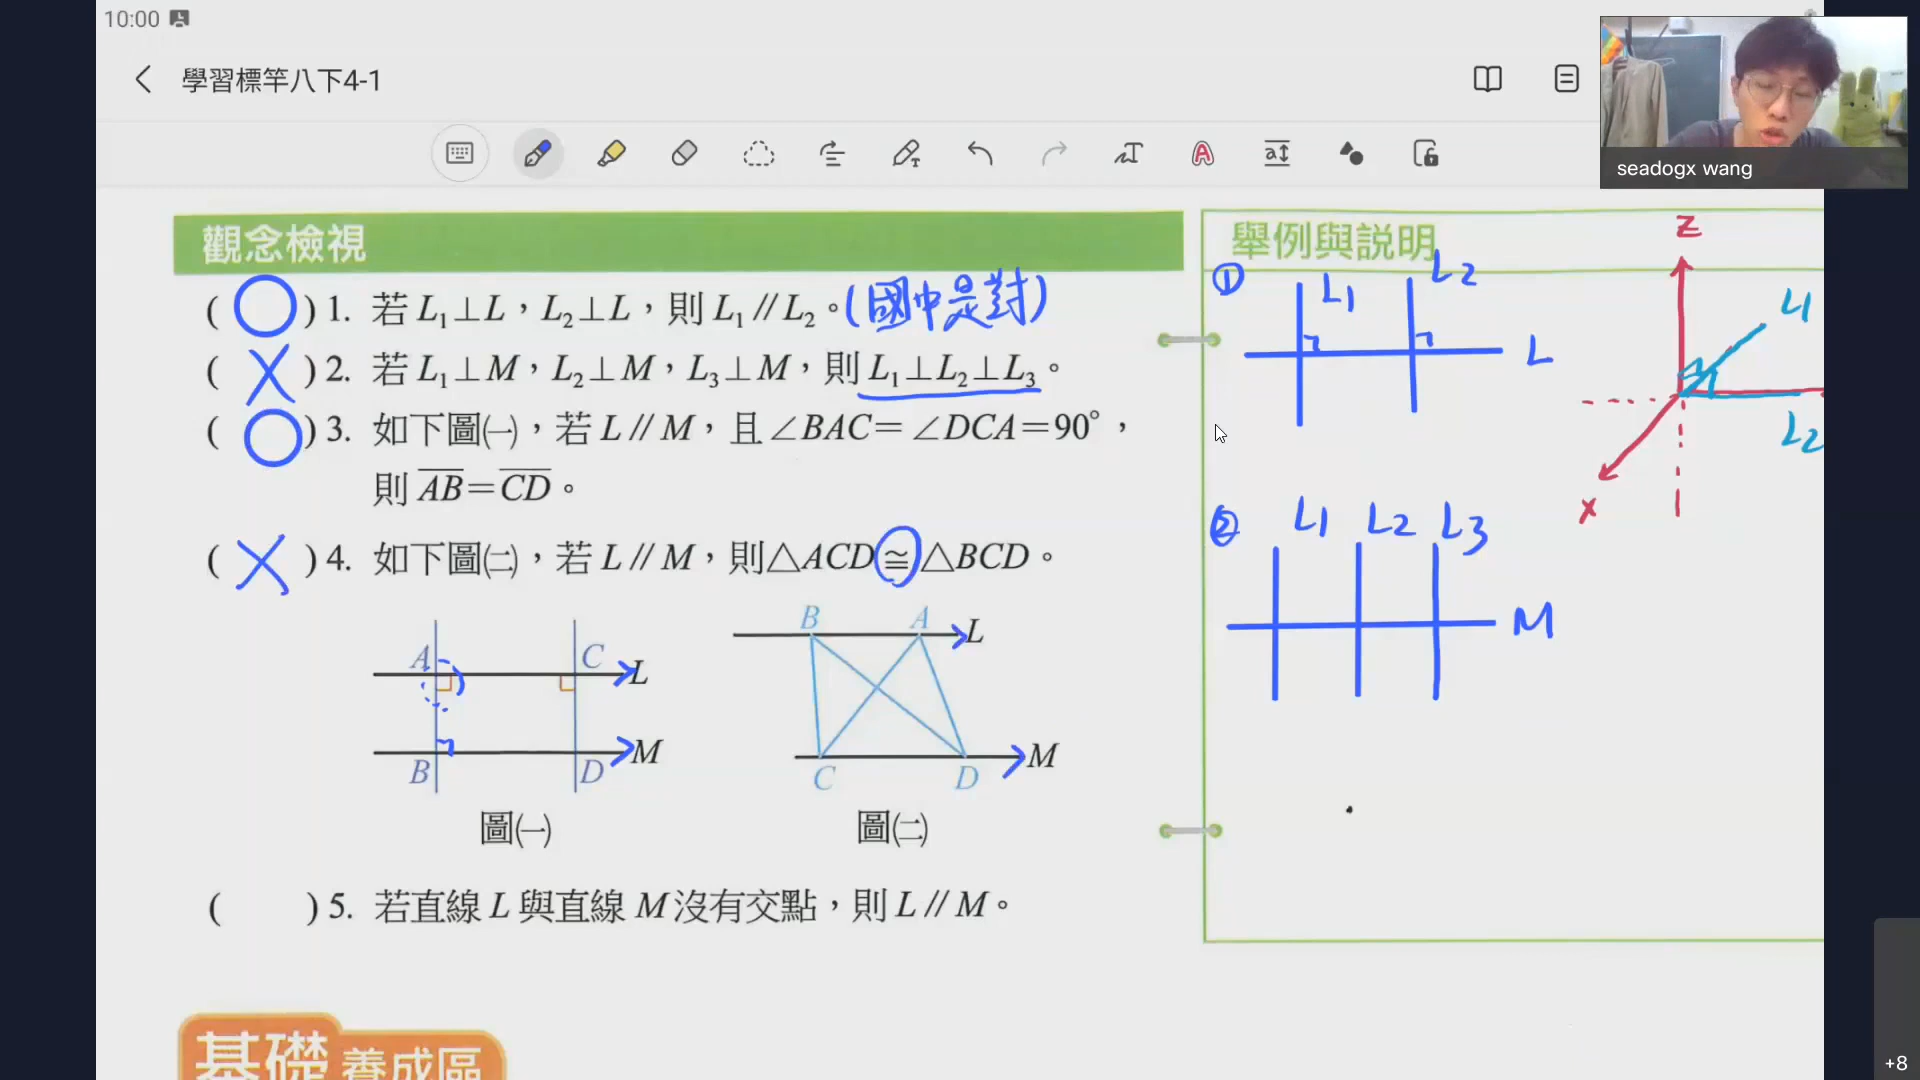 10:00
學習標竿八下4-1
seadogx wang
觀念檢視
( O ) 1. 若 L₁⊥L，L₂⊥L，則 L₁∥L₂。(國中是對)
( X ) 2. 若 L₁⊥M，L₂⊥M，L₃⊥M，則 L₁⊥L₂⊥L₃。
( O ) 3. 如下圖㈠，若 L∥M，且∠BAC=∠DCA=90°，
則 A̅B̅=C̅D̅。
( X ) 4. 如下圖㈡，若 L∥M，則△ACD≅△BCD。
A C L
B D M
圖㈠
B A L
C D M
圖㈡
( ) 5. 若直線 L 與直線 M 沒有交點，則 L∥M。
舉例與説明
① L1 L2
L
Z
L1
L2
X
② L1 L2 L3
M
基礎 養成區
+8